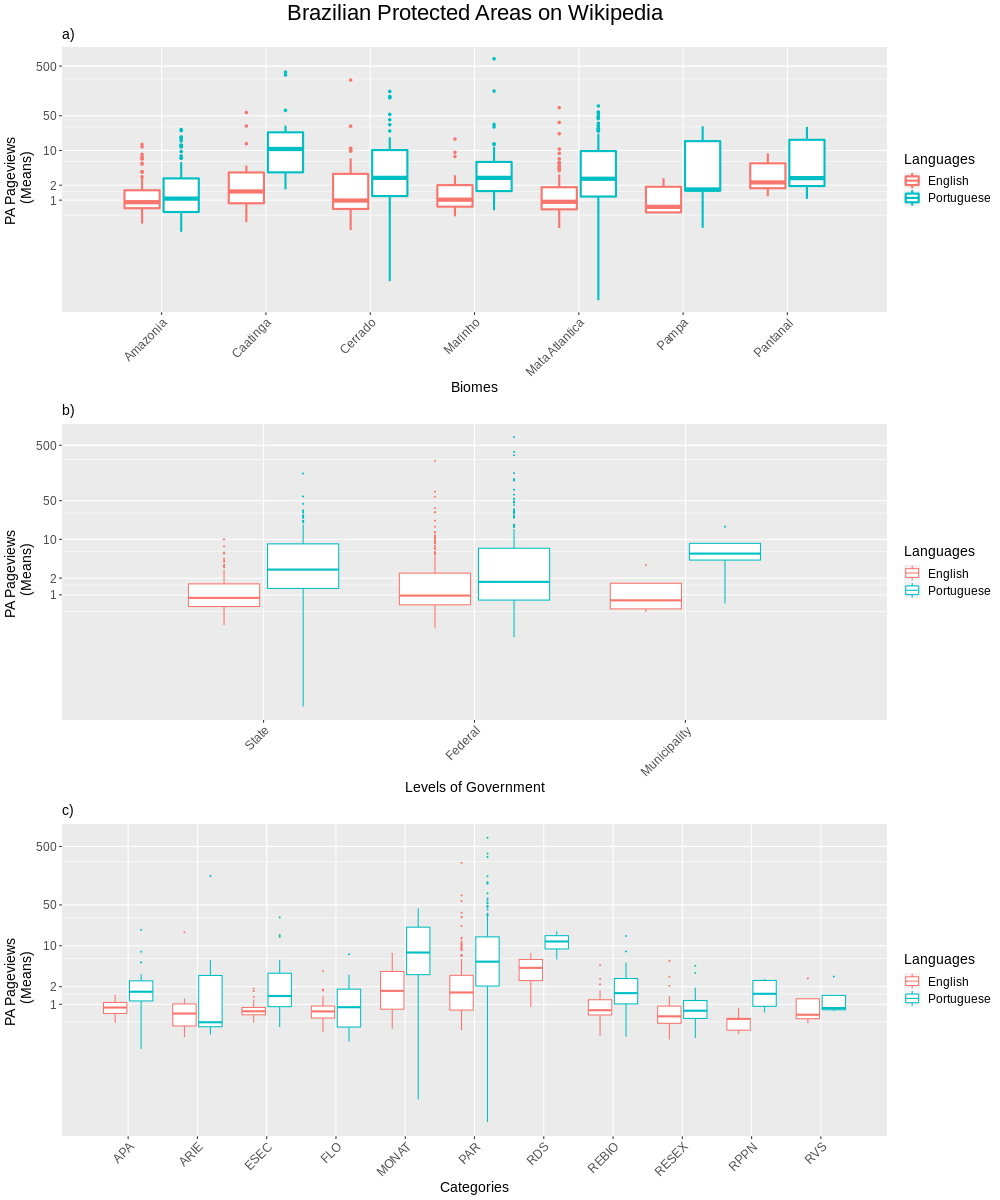 Brazilian Protected Areas on Wikipedia
a)
PA Pageviews
(Means)
500
50
10
2
1
Amazonia
Caatinga
Cerrado
Marinho
Mata Atlantica
Pampa
Pantanal
Biomes
Languages
English
Portuguese
b)
PA Pageviews
(Means)
500
50
10
2
1
State
Federal
Municipality
Levels of Government
Languages
English
Portuguese
c)
PA Pageviews
(Means)
500
50
10
2
1
APA
ARIE
ESEC
FLO
MONAT
PAR
RDS
REBIO
RESEX
RPPN
RVS
Categories
Languages
English
Portuguese